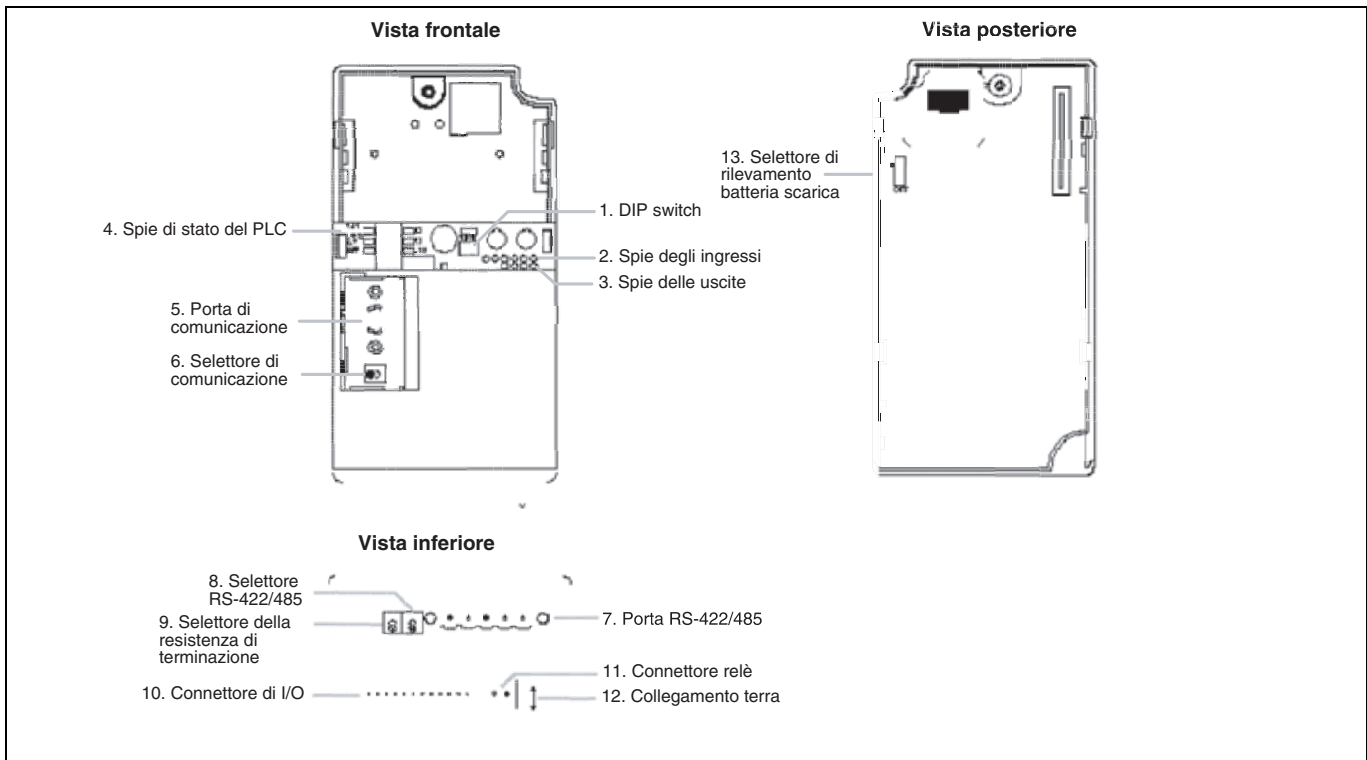 Vista frontale
Vista posteriore
13. Selettore di
rilevamento
batteria scarica
OFF
1. DIP switch
4. Spie di stato del PLC
2. Spie degli ingressi
3. Spie delle uscite
5. Porta di
comunicazione
6. Selettore di
comunicazione
Vista inferiore
8. Selettore
RS-422/485
9. Selettore della
resistenza di
terminazione
7. Porta RS-422/485
11. Connettore relè
10. Connettore di I/O
12. Collegamento terra